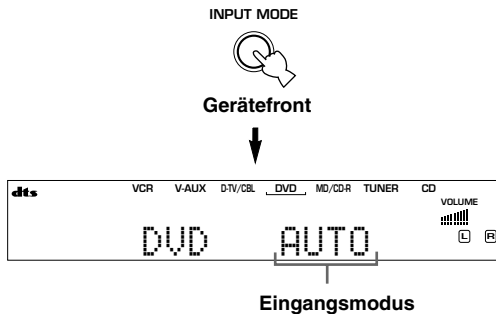 INPUT MODE
Gerätefront
dts VCR V-AUX D-TV/CBL DVD MD/CD-R TUNER CD
VOLUME
L R
DVD AUTO
Eingangsmodus